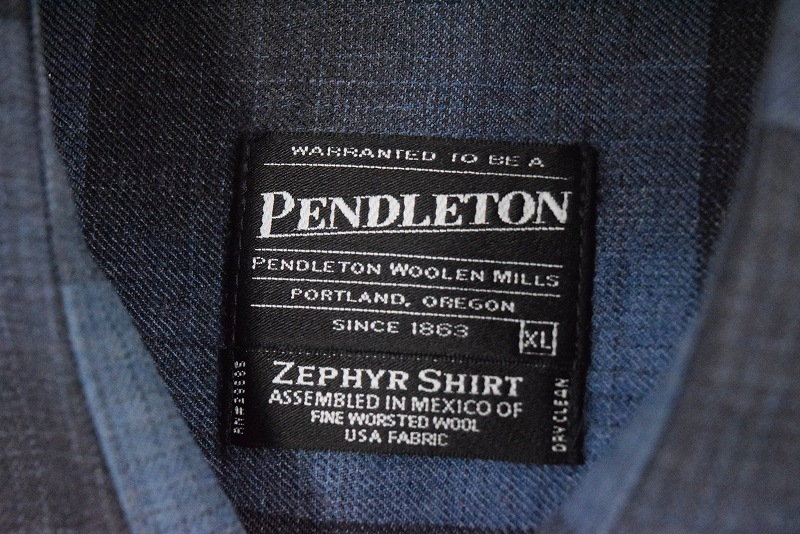 WARRANTED TO BE A
PENDLETON
PENDLETON WOOLEN MILLS
PORTLAND, OREGON
SINCE 1863
XL
ZEPHYR SHIRT
ASSEMBLED IN MEXICO OF
FINE WORSTED WOOL
USA FABRIC
DRY CLEAN